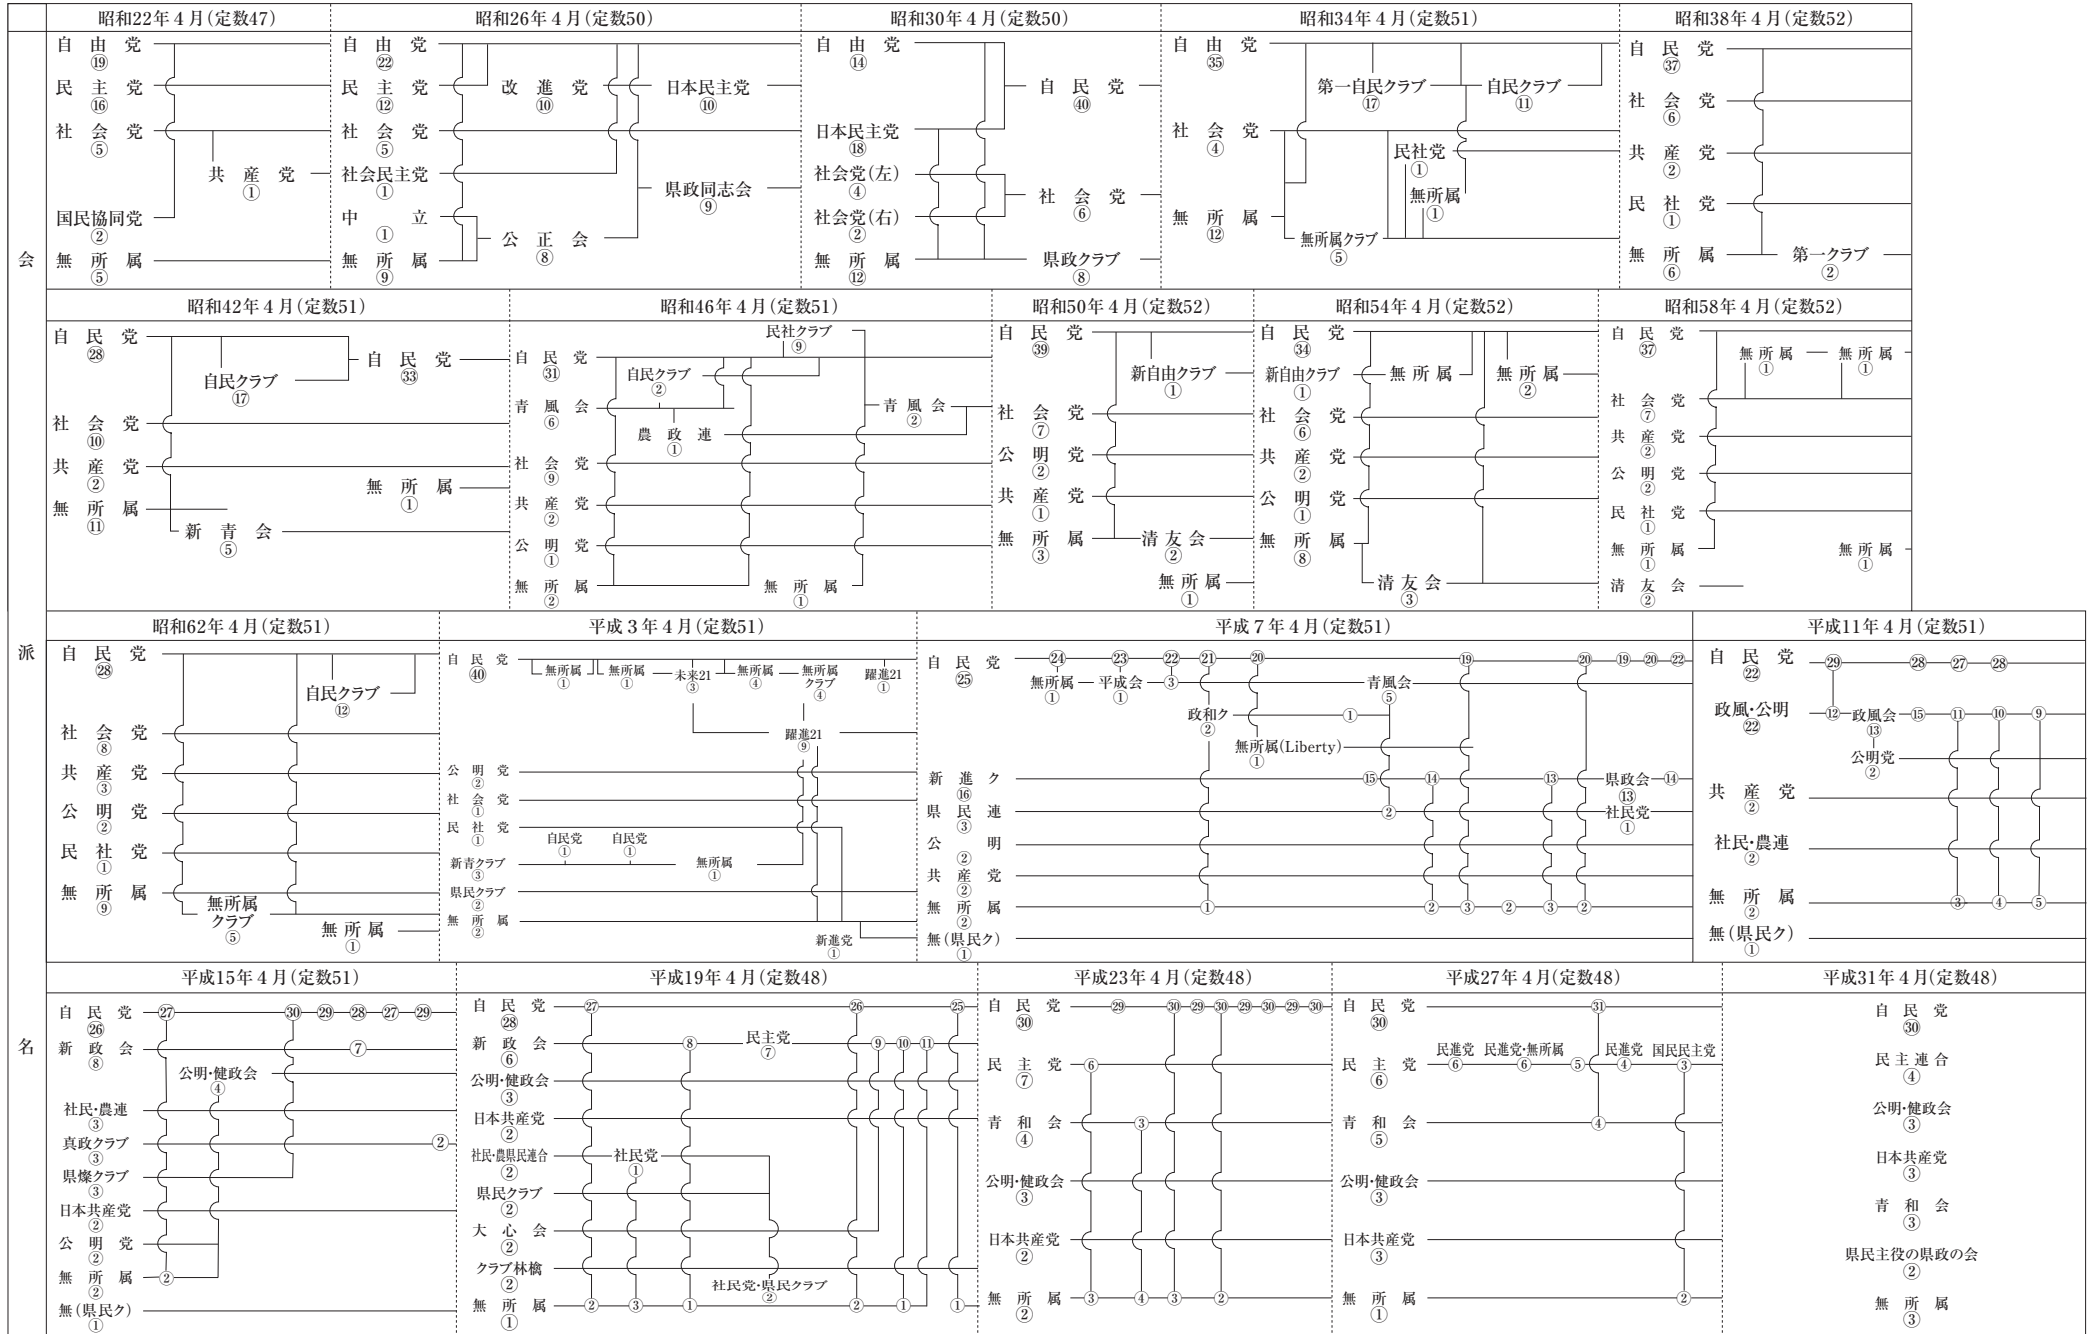 会派名
昭和22年4月(定数47)
自由党
⑲
民主党
⑯
社会党
⑤
共産党
①
国民協同党
②
無所属
⑤
昭和26年4月(定数50)
自由党
㉒
民主党
⑫
改進党
⑩
日本民主党
⑩
社会党
⑤
社会民主党
①
県政同志会
⑨
中立
①
公正会
⑧
無所属
⑨
昭和30年4月(定数50)
自由党
⑭
自民党
㊵
日本民主党
⑱
社会党(左)
④
社会党
⑥
社会党(右)
②
無所属
⑫
県政クラブ
⑧
昭和34年4月(定数51)
自由党
㉟
第一自民クラブ
⑰
自民クラブ
⑪
社会党
④
民社党
①
無所属
①
無所属
⑫
無所属クラブ
⑤
昭和38年4月(定数52)
自民党
㊲
社会党
⑥
共産党
②
民社党
①
無所属
⑥
第一クラブ
②
昭和42年4月(定数51)
自民党
㉘
自民党
㉝
自民クラブ
⑰
社会党
⑩
共産党
②
無所属
①
無所属
⑪
新青会
⑤
昭和46年4月(定数51)
民社クラブ
⑨
自民党
㉛
自民クラブ
②
青風会
⑥
青風会
②
農政連
①
社会党
⑨
共産党
②
公明党
①
無所属
②
無所属
①
昭和50年4月(定数52)
自民党
㊴
新自由クラブ
①
社会党
⑦
公明党
②
共産党
①
無所属
③
清友会
②
無所属
①
昭和54年4月(定数52)
自民党
㉞
新自由クラブ
①
無所属
無所属
②
社会党
⑥
共産党
②
公明党
①
無所属
⑧
清友会
③
昭和58年4月(定数52)
自民党
㊲
無所属
①
無所属
①
社会党
⑦
共産党
②
公明党
②
民社党
①
無所属
①
無所属
①
清友会
②
昭和62年4月(定数51)
自民党
㉘
自民クラブ
⑫
社会党
⑧
共産党
③
公明党
②
民社党
①
無所属
⑨
無所属
クラブ
⑤
無所属
①
平成3年4月(定数51)
自民党
㊵
無所属
①
無所属
①
未来21
③
無所属
④
無所属
クラブ
④
躍進21
①
躍進21
⑨
公明党
②
社会党
①
民社党
①
自民党
①
自民党
①
新青クラブ
③
無所属
①
県民クラブ
②
無所属
②
新進党
①
平成7年4月(定数51)
自民党
㉕
㉔ ㉓ ㉒ ㉑ ⑳ ⑲ ⑳ ⑲ ⑳ ㉒
無所属
①
平成会
①
③
青風会
⑤
政和ク
②
①
無所属(Liberty)
①
新進ク
⑯
⑮ ⑭ ⑬
県政会
⑬
⑭
県民連
③
②
社民党
①
公明
②
共産党
②
無所属
②
① ② ③ ② ③ ②
無(県民ク)
①
平成11年4月(定数51)
自民党
㉒
㉙ ㉘ ㉗ ㉘
政風・公明
㉒
⑫
政風会
⑬
⑮ ⑪ ⑩ ⑨
公明党
②
共産党
②
社民・農連
②
無所属
②
③ ④ ⑤
無(県民ク)
①
平成15年4月(定数51)
自民党
㉖
㉗ ㉚ ㉙ ㉘ ㉗ ㉙
新政会
⑧
⑦
公明・健政会
④
社民・農連
③
真政クラブ
③
②
県燦クラブ
③
日本共産党
②
公明党
②
無所属
②
②
無(県民ク)
①
平成19年4月(定数48)
自民党
㉘
㉗ ㉖ ㉕
新政会
⑥
⑧
民主党
⑦
⑨ ⑩ ⑪
公明・健政会
③
日本共産党
②
社民・農県民連合
②
社民党
①
県民クラブ
②
大心会
②
クラブ林檎
②
社民党・県民クラブ
②
無所属
①
② ③ ① ② ① ①
平成23年4月(定数48)
自民党
㉚
㉙ ㉚ ㉙ ㉚ ㉙ ㉚ ㉙ ㉚
民主党
⑦
⑥
青和会
④
③
公明・健政会
③
日本共産党
②
無所属
②
③ ④ ③ ②
平成27年4月(定数48)
自民党
㉚
㉛
民主党
⑥
民進党
⑥
民進党・無所属
⑥
⑤
民進党
④
国民民主党
③
青和会
⑤
④
公明・健政会
③
日本共産党
③
無所属
①
②
平成31年4月(定数48)
自民党
㉚
民主連合
④
公明・健政会
③
日本共産党
③
青和会
③
県民主役の県政の会
②
無所属
③